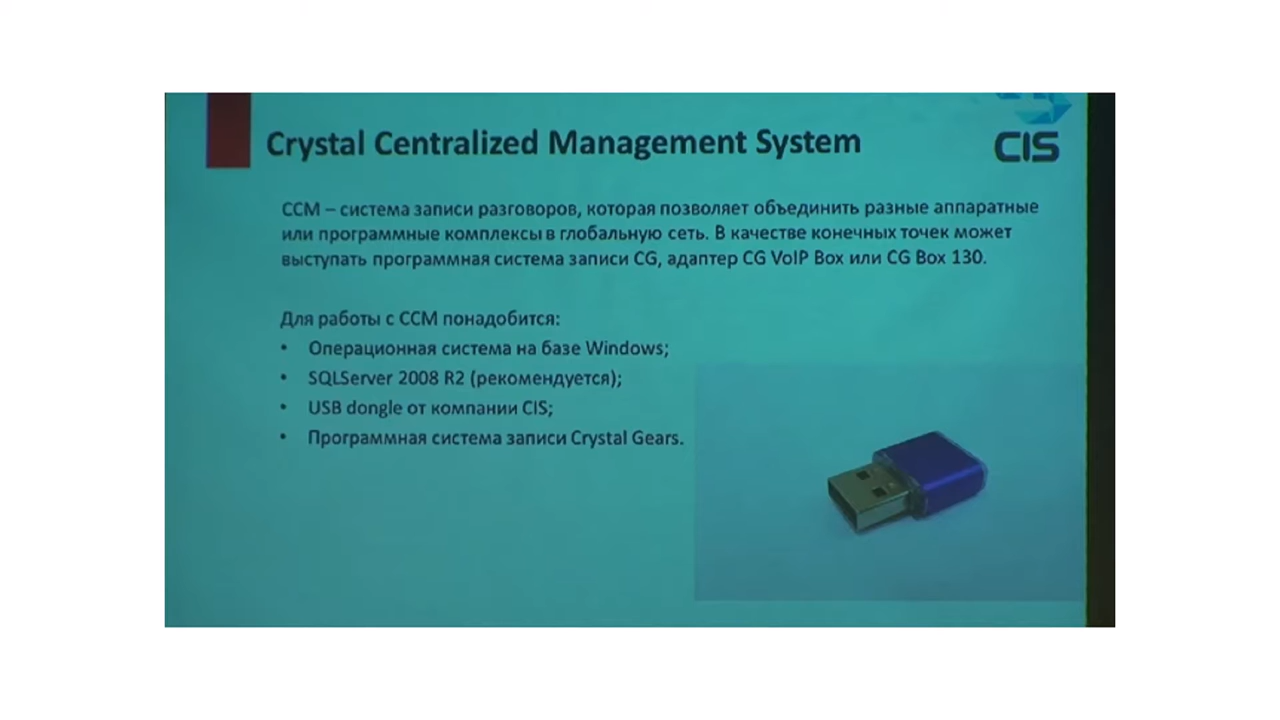 Crystal Centralized Management System
CIS
CCM – система записи разговоров, которая позволяет объединить разные аппаратные
или программные комплексы в глобальную сеть. В качестве конечных точек может
выступать программная система записи CG, адаптер CG VoIP Box или CG Box 130.
Для работы с CCM понадобится:
• Операционная система на базе Windows;
• SQLServer 2008 R2 (рекомендуется);
• USB dongle от компании CIS;
• Программная система записи Crystal Gears.